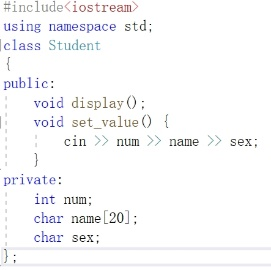 #include<iostream>
using namespace std;
class Student
{
public:
    void display();
    void set_value() {
        cin >> num >> name >> sex;
    }
private:
    int num;
    char name[20];
    char sex;
};